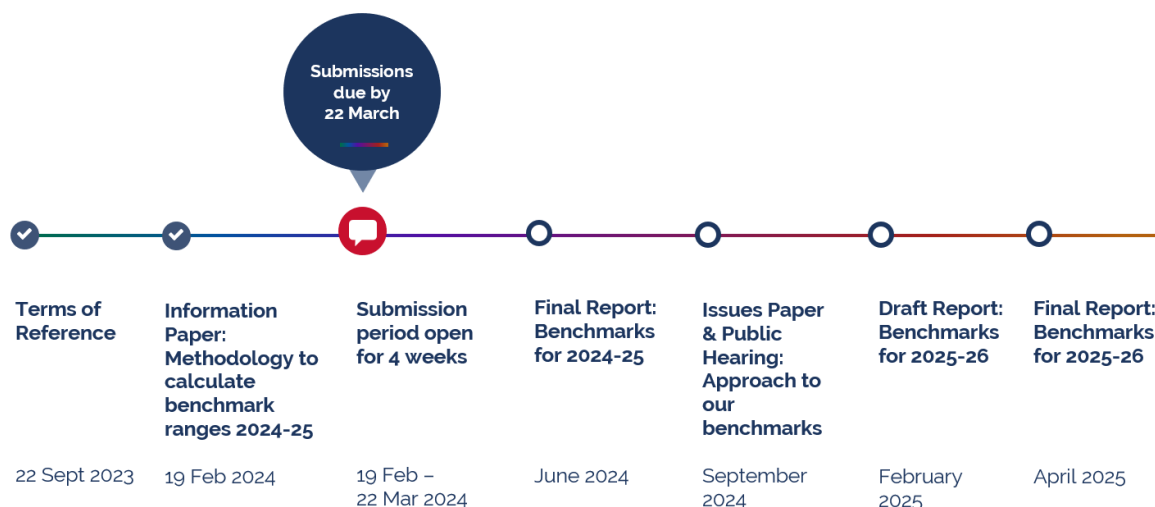 Submissions
due by
22 March
Terms of
Reference
22 Sept 2023
Information
Paper:
Methodology to
calculate
benchmark
ranges 2024-25
19 Feb 2024
Submission
period open
for 4 weeks
19 Feb –
22 Mar 2024
Final Report:
Benchmarks
for 2024-25
June 2024
Issues Paper
& Public
Hearing:
Approach to
our
benchmarks
September
2024
Draft Report:
Benchmarks
for 2025-26
February
2025
Final Report:
Benchmarks
for 2025-26
April 2025